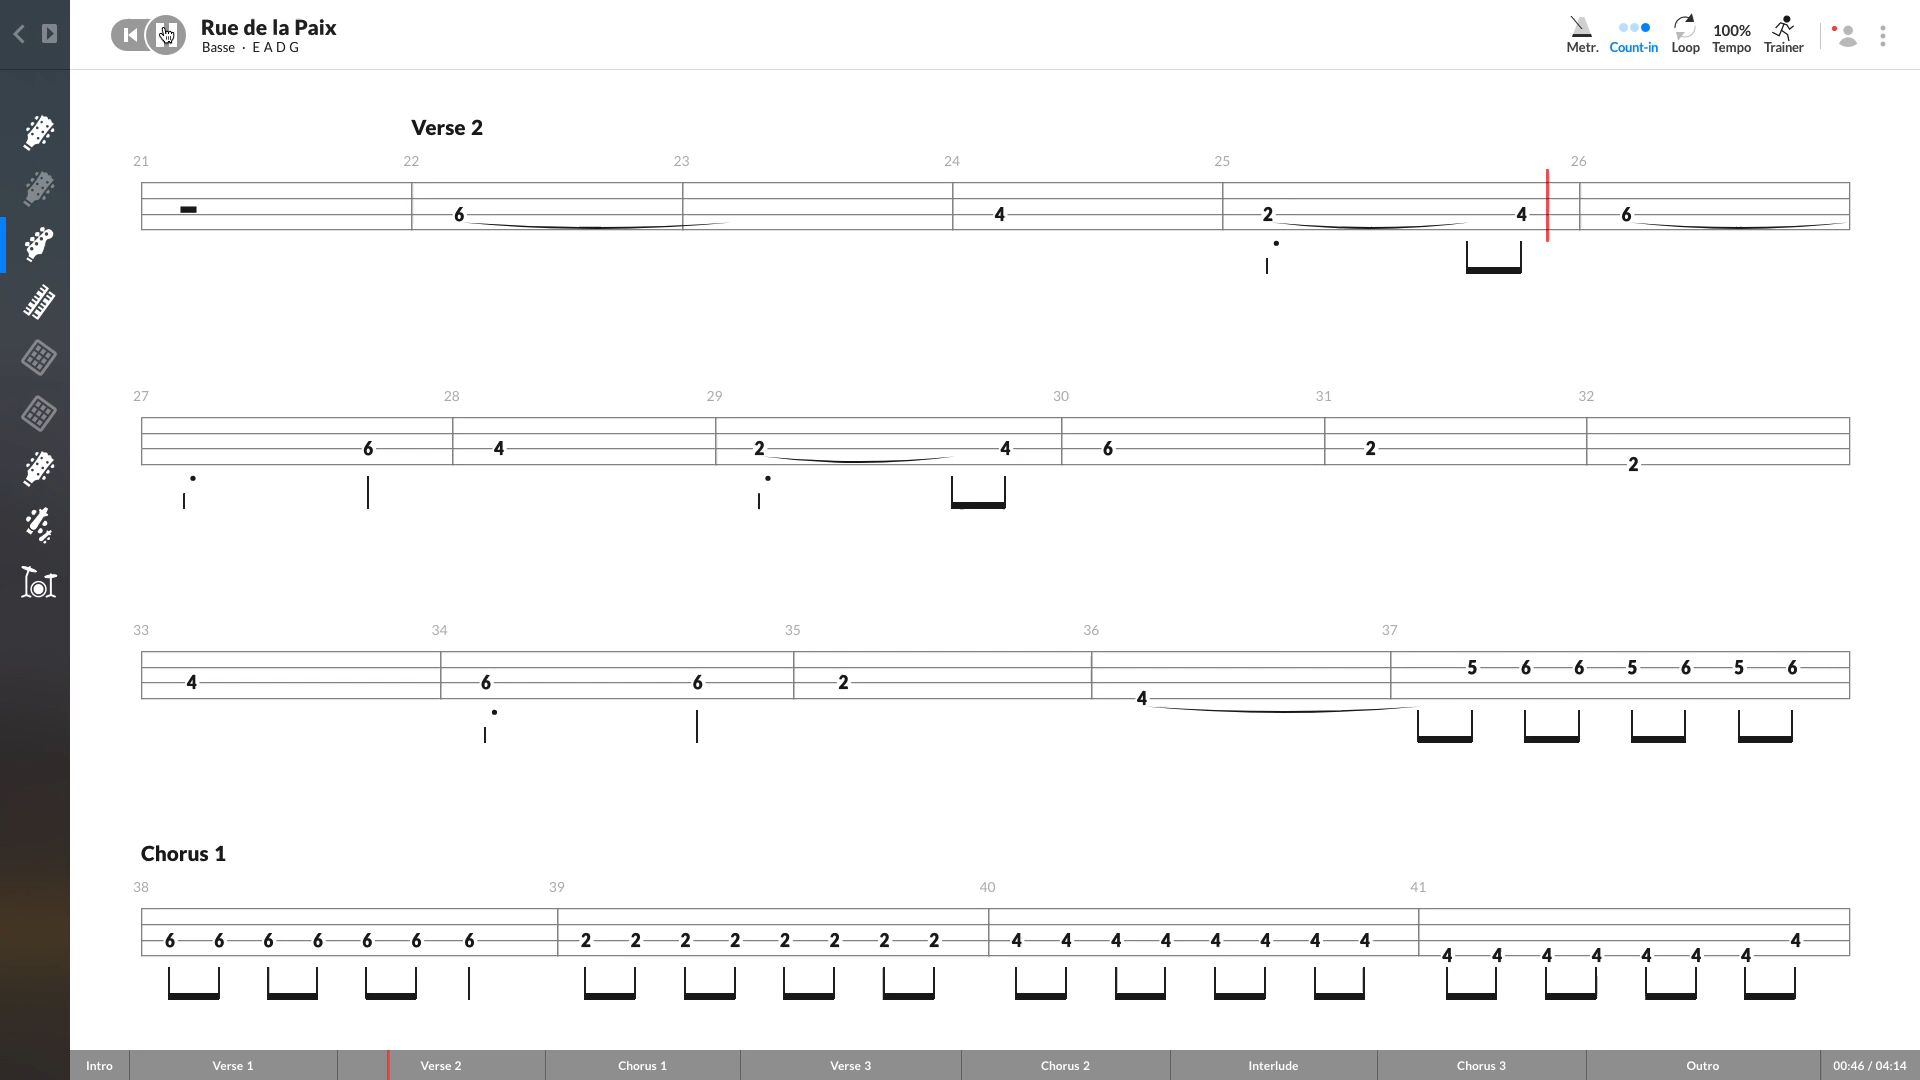 Rue de la Paix
Basse · E A D G
Metr.
Count-in
Loop
100%
Tempo
Trainer
Verse 2
21 22 23 24 25 26
6 4 2 4 6
27 28 29 30 31 32
6 4 2 4 6 2 2
33 34 35 36 37
4 6 6 2 4 5 6 6 5 6 5 6
Chorus 1
38 39 40 41
6 6 6 6 6 6 6 2 2 2 2 2 2 2 2 4 4 4 4 4 4 4 4 4 4 4 4 4 4 4 4
Intro Verse 1 Verse 2 Chorus 1 Verse 3 Chorus 2 Interlude Chorus 3 Outro 00:46 / 04:14